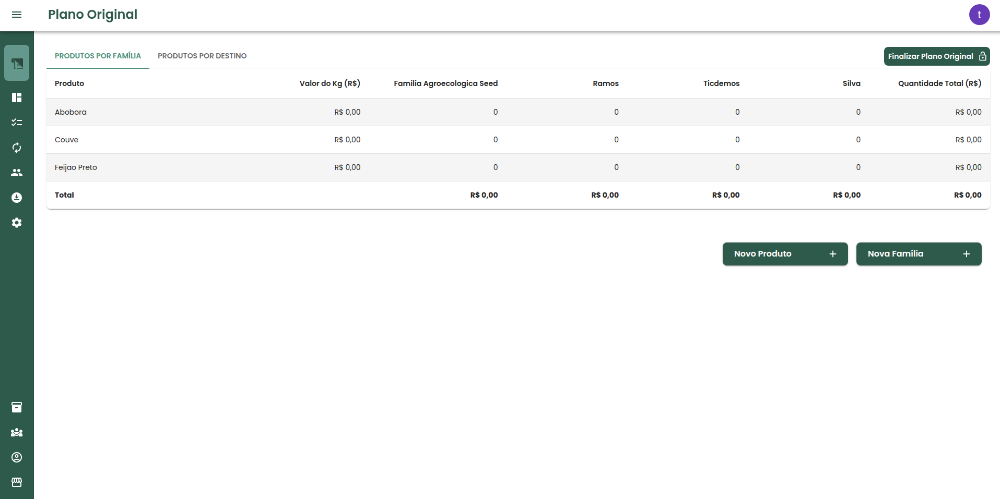 Plano Original
t
PRODUTOS POR FAMÍLIA PRODUTOS POR DESTINO
Finalizar Plano Original
Produto Valor do Kg (R$) Familia Agroecologica Seed Ramos Ticdemos Silva Quantidade Total (R$)
Abobora R$ 0,00 0 0 0 0 R$ 0,00
Couve R$ 0,00 0 0 0 0 R$ 0,00
Feijao Preto R$ 0,00 0 0 0 0 R$ 0,00
Total R$ 0,00 R$ 0,00 R$ 0,00 R$ 0,00 R$ 0,00
Novo Produto + Nova Família +